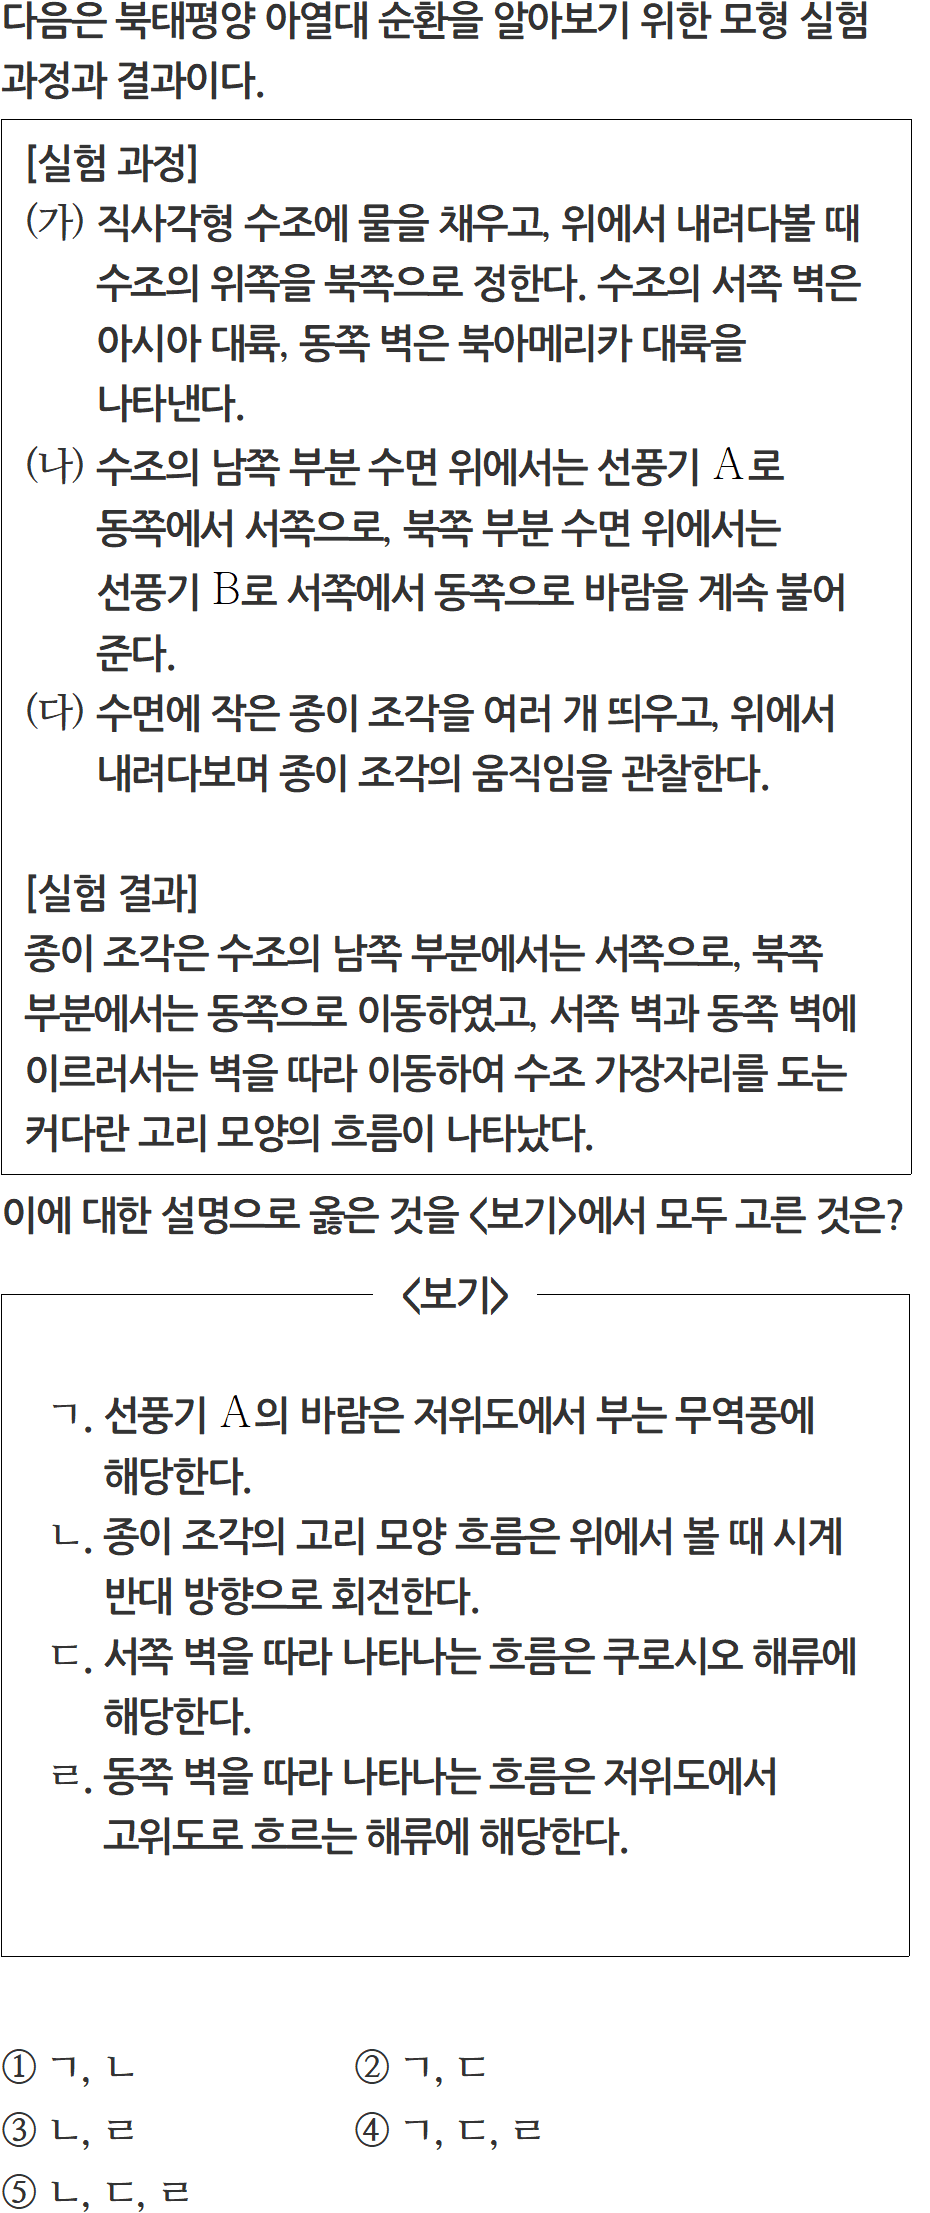 다음은 북태평양 아열대 순환을 알아보기 위한 모형 실험
과정과 결과이다.
[실험 과정]
(가) 직사각형 수조에 물을 채우고, 위에서 내려다볼 때
수조의 위쪽을 북쪽으로 정한다. 수조의 서쪽 벽은
아시아 대륙, 동쪽 벽은 북아메리카 대륙을
나타낸다.
(나) 수조의 남쪽 부분 수면 위에서는 선풍기 A로
동쪽에서 서쪽으로, 북쪽 부분 수면 위에서는
선풍기 B로 서쪽에서 동쪽으로 바람을 계속 불어
준다.
(다) 수면에 작은 종이 조각을 여러 개 띄우고, 위에서
내려다보며 종이 조각의 움직임을 관찰한다.
[실험 결과]
종이 조각은 수조의 남쪽 부분에서는 서쪽으로, 북쪽
부분에서는 동쪽으로 이동하였고, 서쪽 벽과 동쪽 벽에
이르러서는 벽을 따라 이동하여 수조 가장자리를 도는
커다란 고리 모양의 흐름이 나타났다.
이에 대한 설명으로 옳은 것을 <보기>에서 모두 고른 것은?
<보기>
ㄱ. 선풍기 A의 바람은 저위도에서 부는 무역풍에
해당한다.
ㄴ. 종이 조각의 고리 모양 흐름은 위에서 볼 때 시계
반대 방향으로 회전한다.
ㄷ. 서쪽 벽을 따라 나타나는 흐름은 쿠로시오 해류에
해당한다.
ㄹ. 동쪽 벽을 따라 나타나는 흐름은 저위도에서
고위도로 흐르는 해류에 해당한다.
① ㄱ, ㄴ ② ㄱ, ㄷ
③ ㄴ, ㄹ ④ ㄱ, ㄷ, ㄹ
⑤ ㄴ, ㄷ, ㄹ